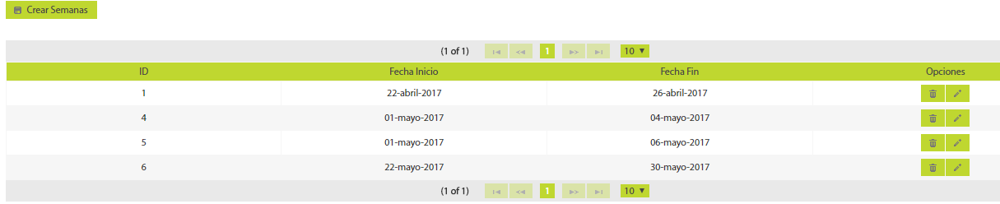 Crear Semanas
(1 of 1) 1 10
ID Fecha Inicio Fecha Fin Opciones
1 22-abril-2017 26-abril-2017
4 01-mayo-2017 04-mayo-2017
5 01-mayo-2017 06-mayo-2017
6 22-mayo-2017 30-mayo-2017
(1 of 1) 1 10